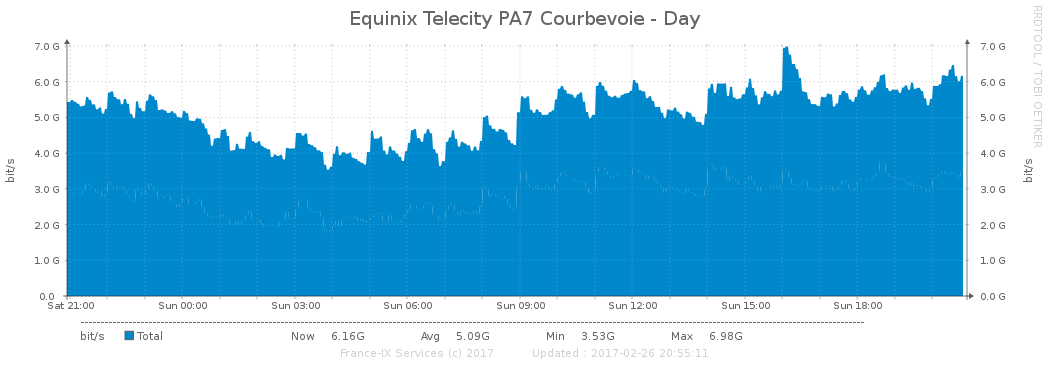 Equinix Telecity PA7 Courbevoie - Day
RRDTOOL / TOBI OETIKER
7.0 G 7.0 G
6.0 G 6.0 G
5.0 G 5.0 G
4.0 G 4.0 G
3.0 G 3.0 G
2.0 G 2.0 G
1.0 G 1.0 G
0.0 0.0 G
bit/s
bit/s
Sat 21:00 Sun 00:00 Sun 03:00 Sun 06:00 Sun 09:00 Sun 12:00 Sun 15:00 Sun 18:00
bit/s Total Now 6.16G Avg 5.09G Min 3.53G Max 6.98G
France-IX Services (c) 2017 Updated : 2017-02-26 20:55:11